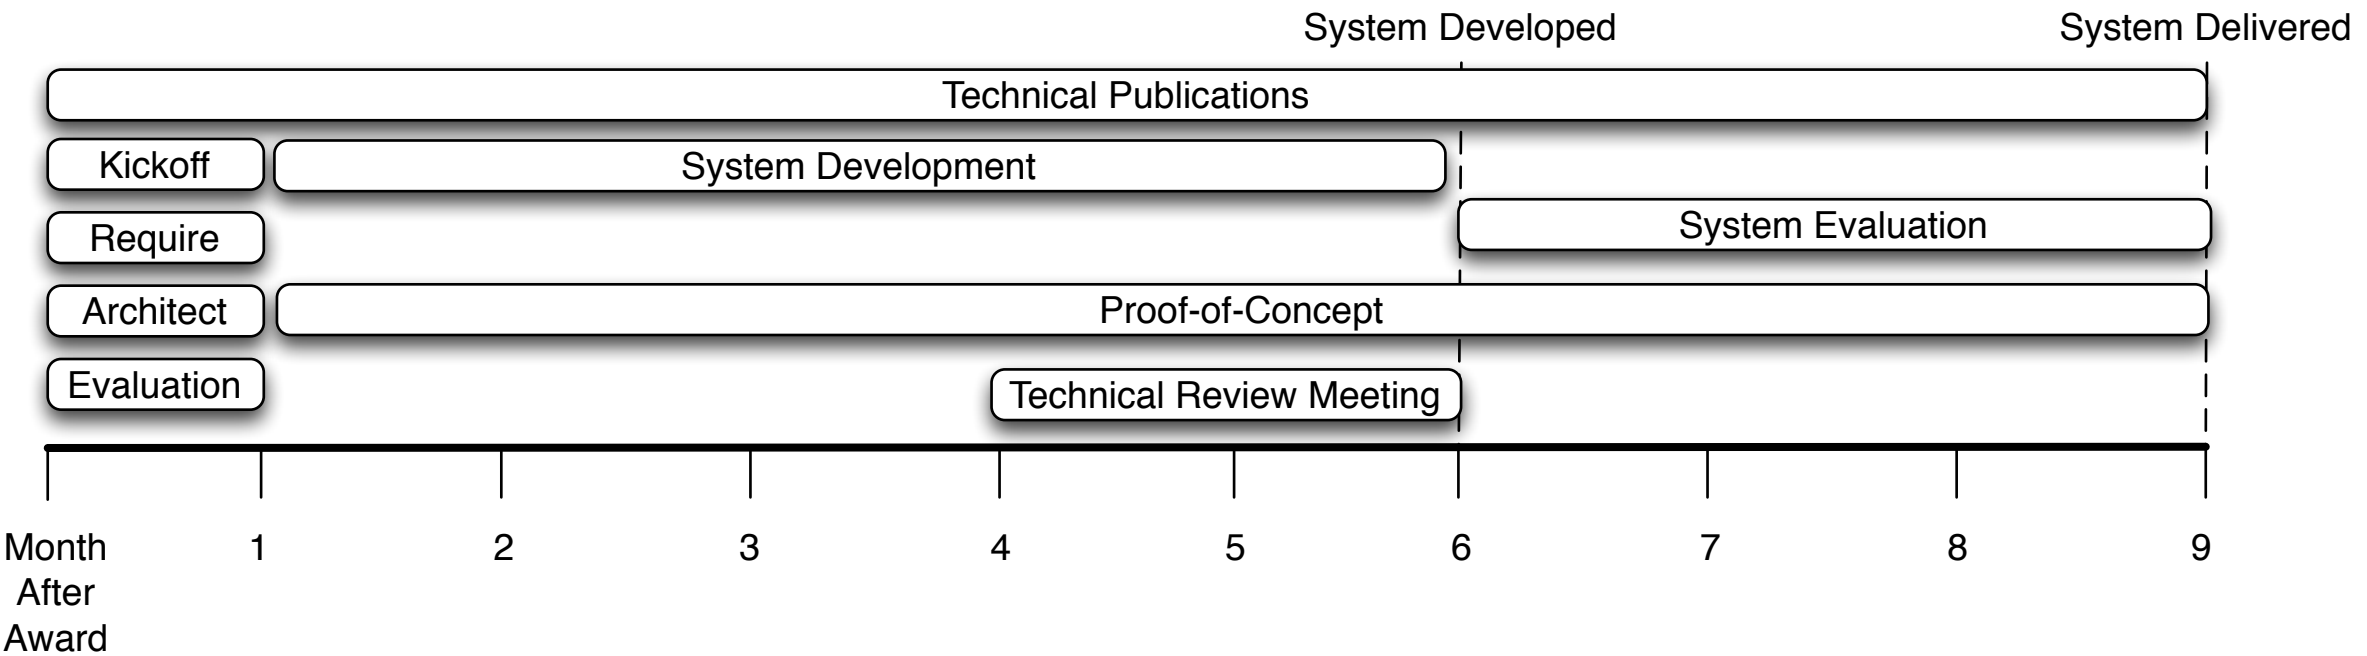 System Developed
System Delivered
Technical Publications
Kickoff
System Development
Require
System Evaluation
Architect
Proof-of-Concept
Evaluation
Technical Review Meeting
Month
After
Award
1 2 3 4 5 6 7 8 9